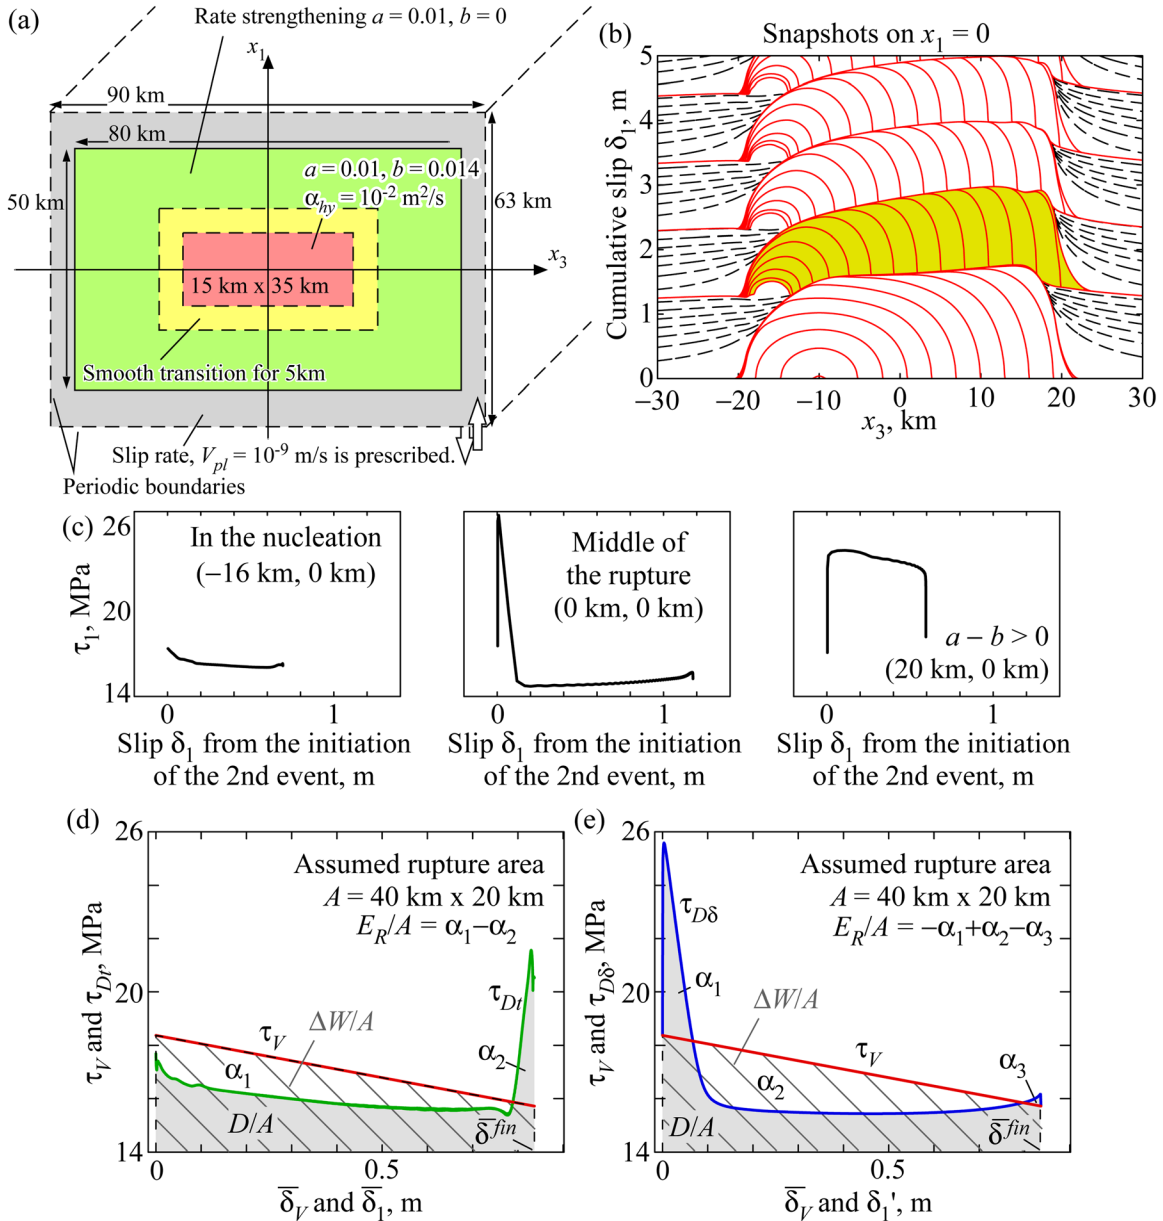 (a)
Rate strengthening a = 0.01, b = 0
x1
90 km
80 km
a = 0.01, b = 0.014
αhy = 10-2 m2/s
50 km
63 km
x3
15 km x 35 km
Smooth transition for 5km
Slip rate, Vpl = 10-9 m/s is prescribed.
Periodic boundaries
(b)
Snapshots on x1 = 0
Cumulative slip δ1, m
5
4
3
2
1
0
−30 −20 −10 0 10 20 30
x3, km
(c)
τ1, MPa
26
20
14
In the nucleation
(−16 km, 0 km)
0 1
Slip δ1 from the initiation
of the 2nd event, m
Middle of
the rupture
(0 km, 0 km)
0 1
Slip δ1 from the initiation
of the 2nd event, m
a − b > 0
(20 km, 0 km)
0 1
Slip δ1 from the initiation
of the 2nd event, m
(d)
τV and τDt, MPa
26
20
14
Assumed rupture area
A = 40 km x 20 km
ER/A = α1−α2
τDt
ΔW/A
τV
α2
α1
D/A
δ̅fin
0 0.5
δ̅V and δ̅1, m
(e)
τV and τDδ, MPa
26
20
14
Assumed rupture area
A = 40 km x 20 km
ER/A = −α1+α2−α3
τDδ
α1
ΔW/A
τV
α3
α2
D/A
δ̅fin
0 0.5
δ̅V and δ1', m